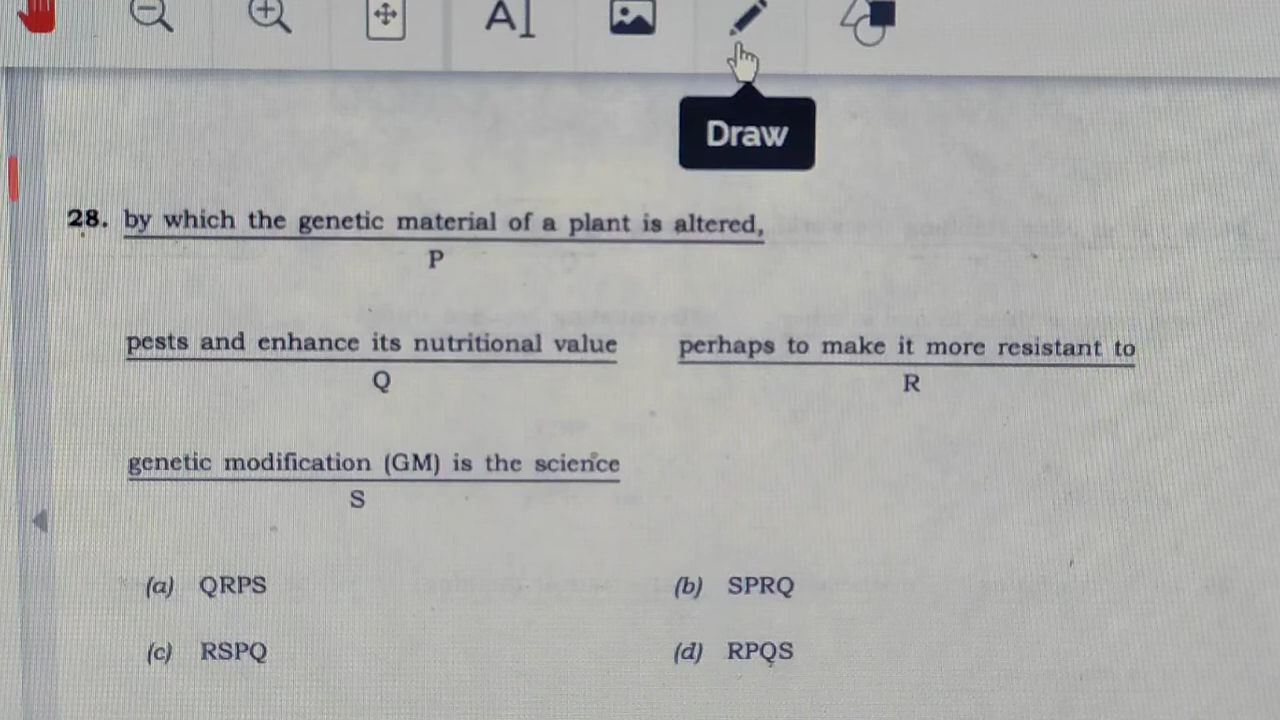 A
Draw
28. by which the genetic material of a plant is altered,
P
pests and enhance its nutritional value perhaps to make it more resistant to
Q R
genetic modification (GM) is the science
S
(a) QRPS (b) SPRQ
(c) RSPQ (d) RPQS